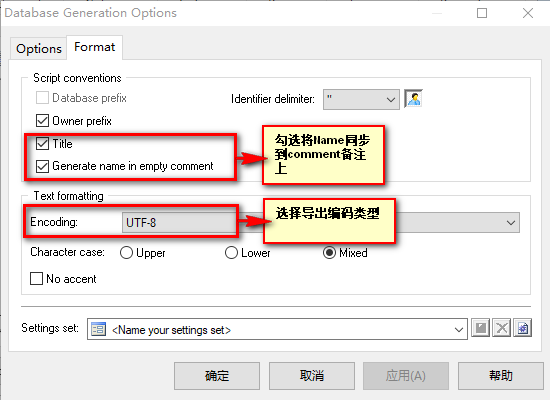 Database Generation Options
Options
Format
Script conventions
Database prefix
Identifier delimiter:
"
Owner prefix
Title
Generate name in empty comment
勾选将Name同步
到comment备注
上
Text formatting
Encoding:
UTF-8
选择导出编码类型
Character case:
Upper
Lower
Mixed
No accent
Settings set:
<Name your settings set>
确定
取消
应用(A)
帮助